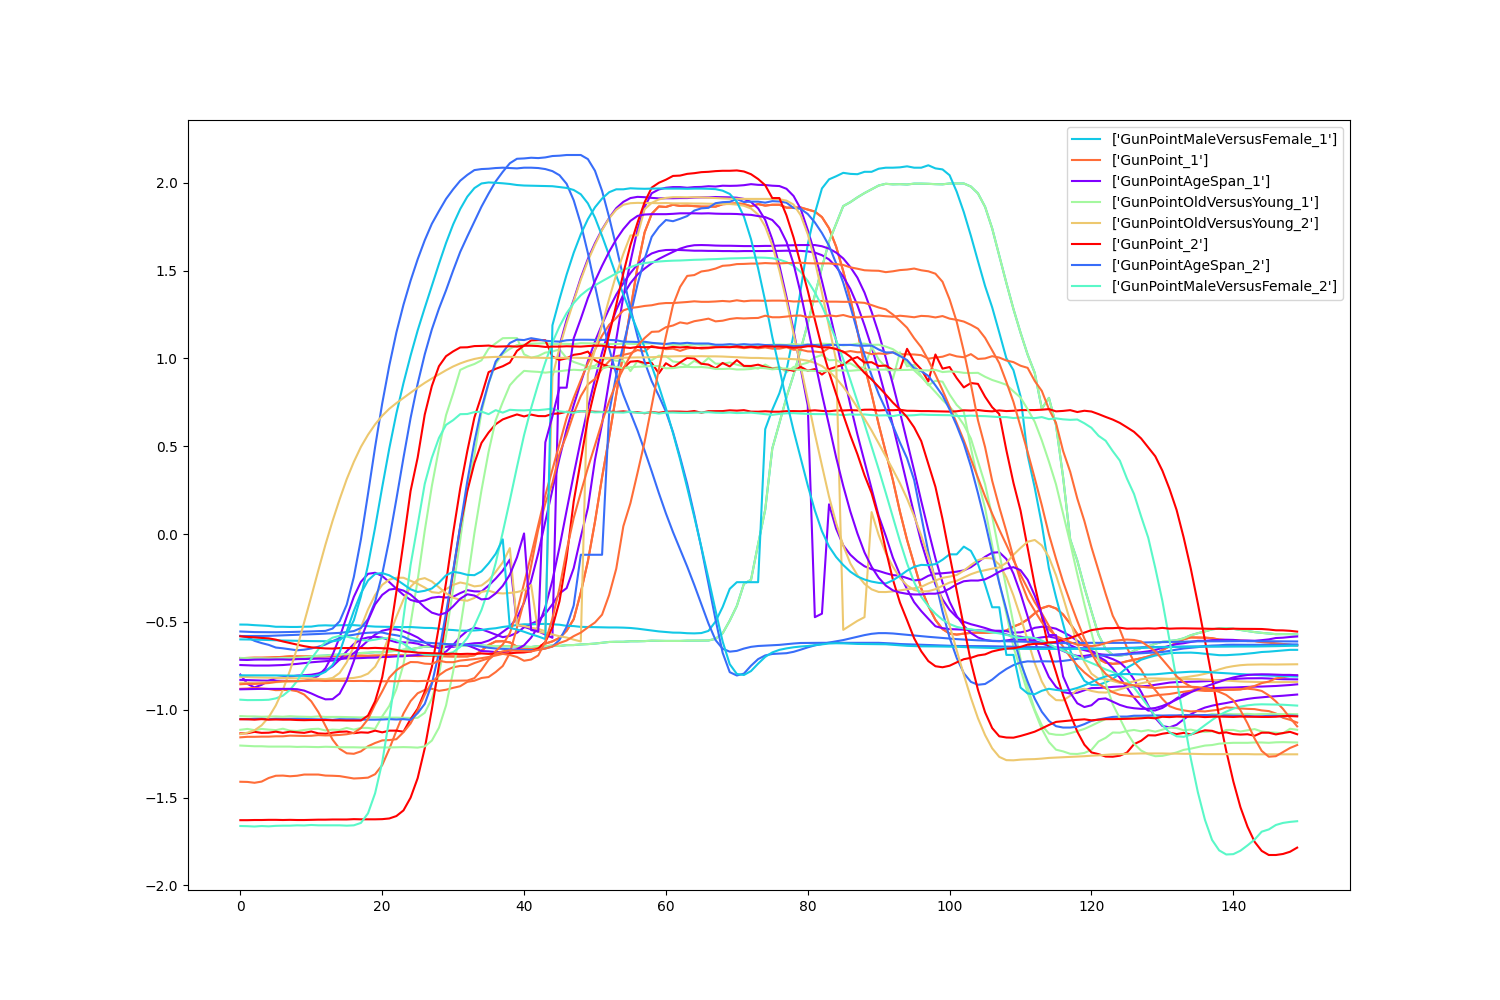 ['GunPointMaleVersusFemale_1']
['GunPoint_1']
['GunPointAgeSpan_1']
['GunPointOldVersusYoung_1']
['GunPointOldVersusYoung_2']
['GunPoint_2']
['GunPointAgeSpan_2']
['GunPointMaleVersusFemale_2']
2.0
1.5
1.0
0.5
0.0
−0.5
−1.0
−1.5
−2.0
0 20 40 60 80 100 120 140